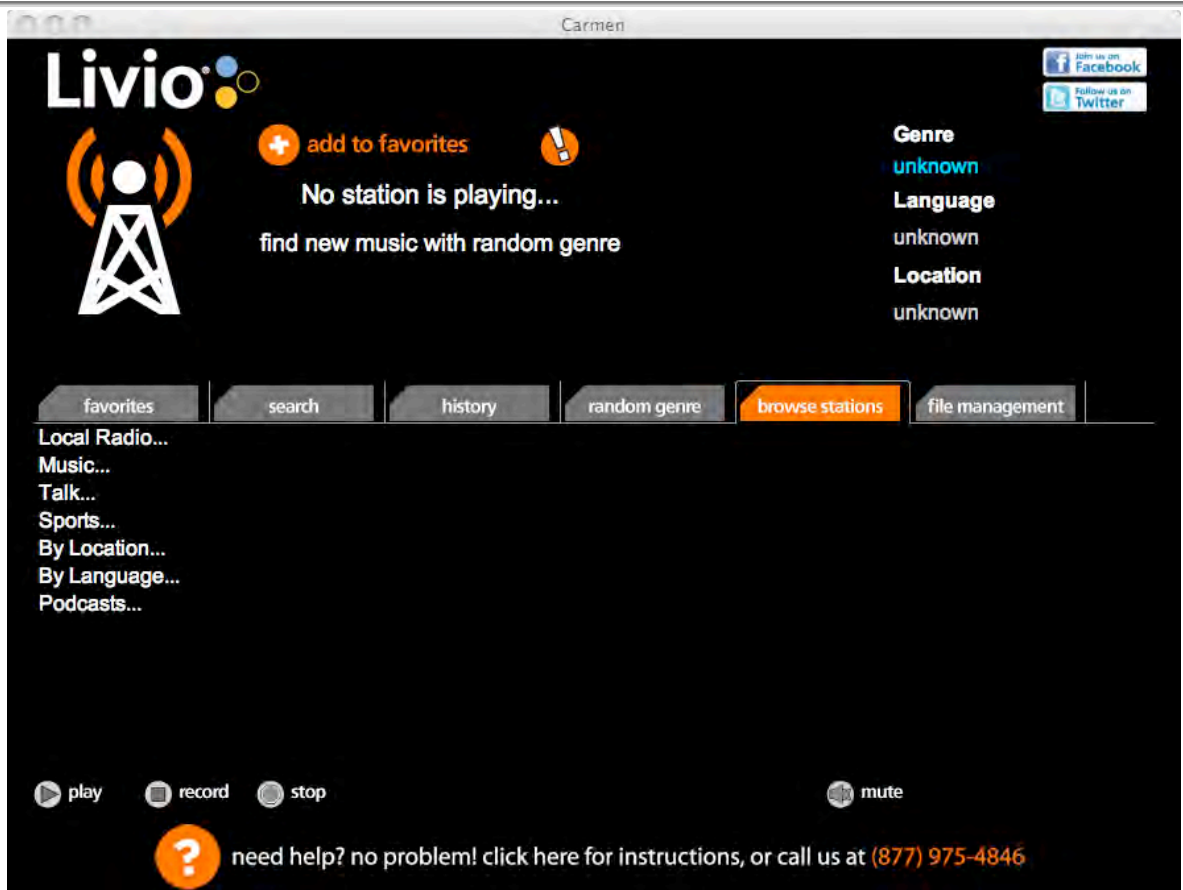 Carmen
Livio
Join us on
Facebook
Follow us on
Twitter
add to favorites
!
No station is playing...
find new music with random genre
Genre
unknown
Language
unknown
Location
unknown
favorites search history random genre browse stations file management
Local Radio...
Music...
Talk...
Sports...
By Location...
By Language...
Podcasts...
play record stop mute
? need help? no problem! click here for instructions, or call us at (877) 975-4846